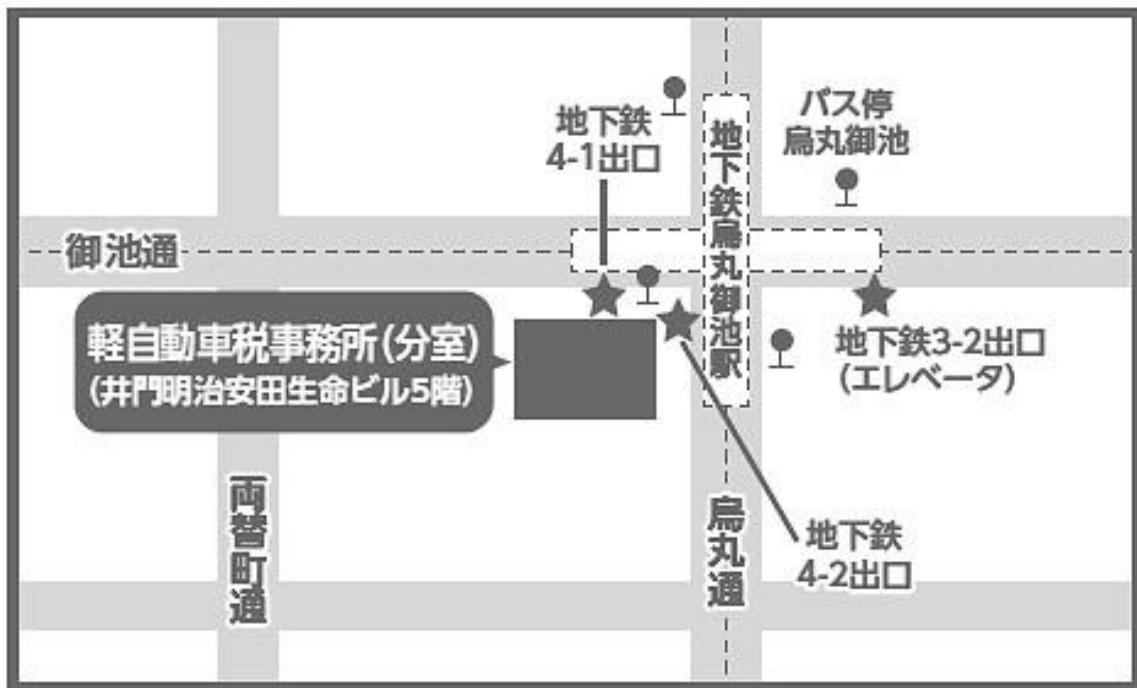 地下鉄
4-1出口
バス停
烏丸御池
地下鉄烏丸御池駅
御池通
軽自動車税事務所(分室)
(井門明治安田生命ビル5階)
地下鉄3-2出口
(エレベータ)
両替町通
烏丸通
地下鉄
4-2出口